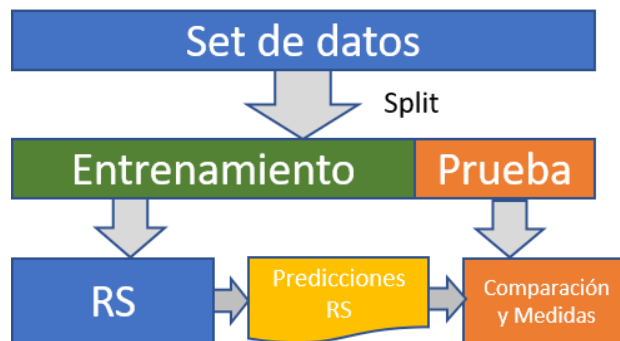 Set de datos
Split
Entrenamiento
Prueba
RS
Predicciones
RS
Comparación
y Medidas